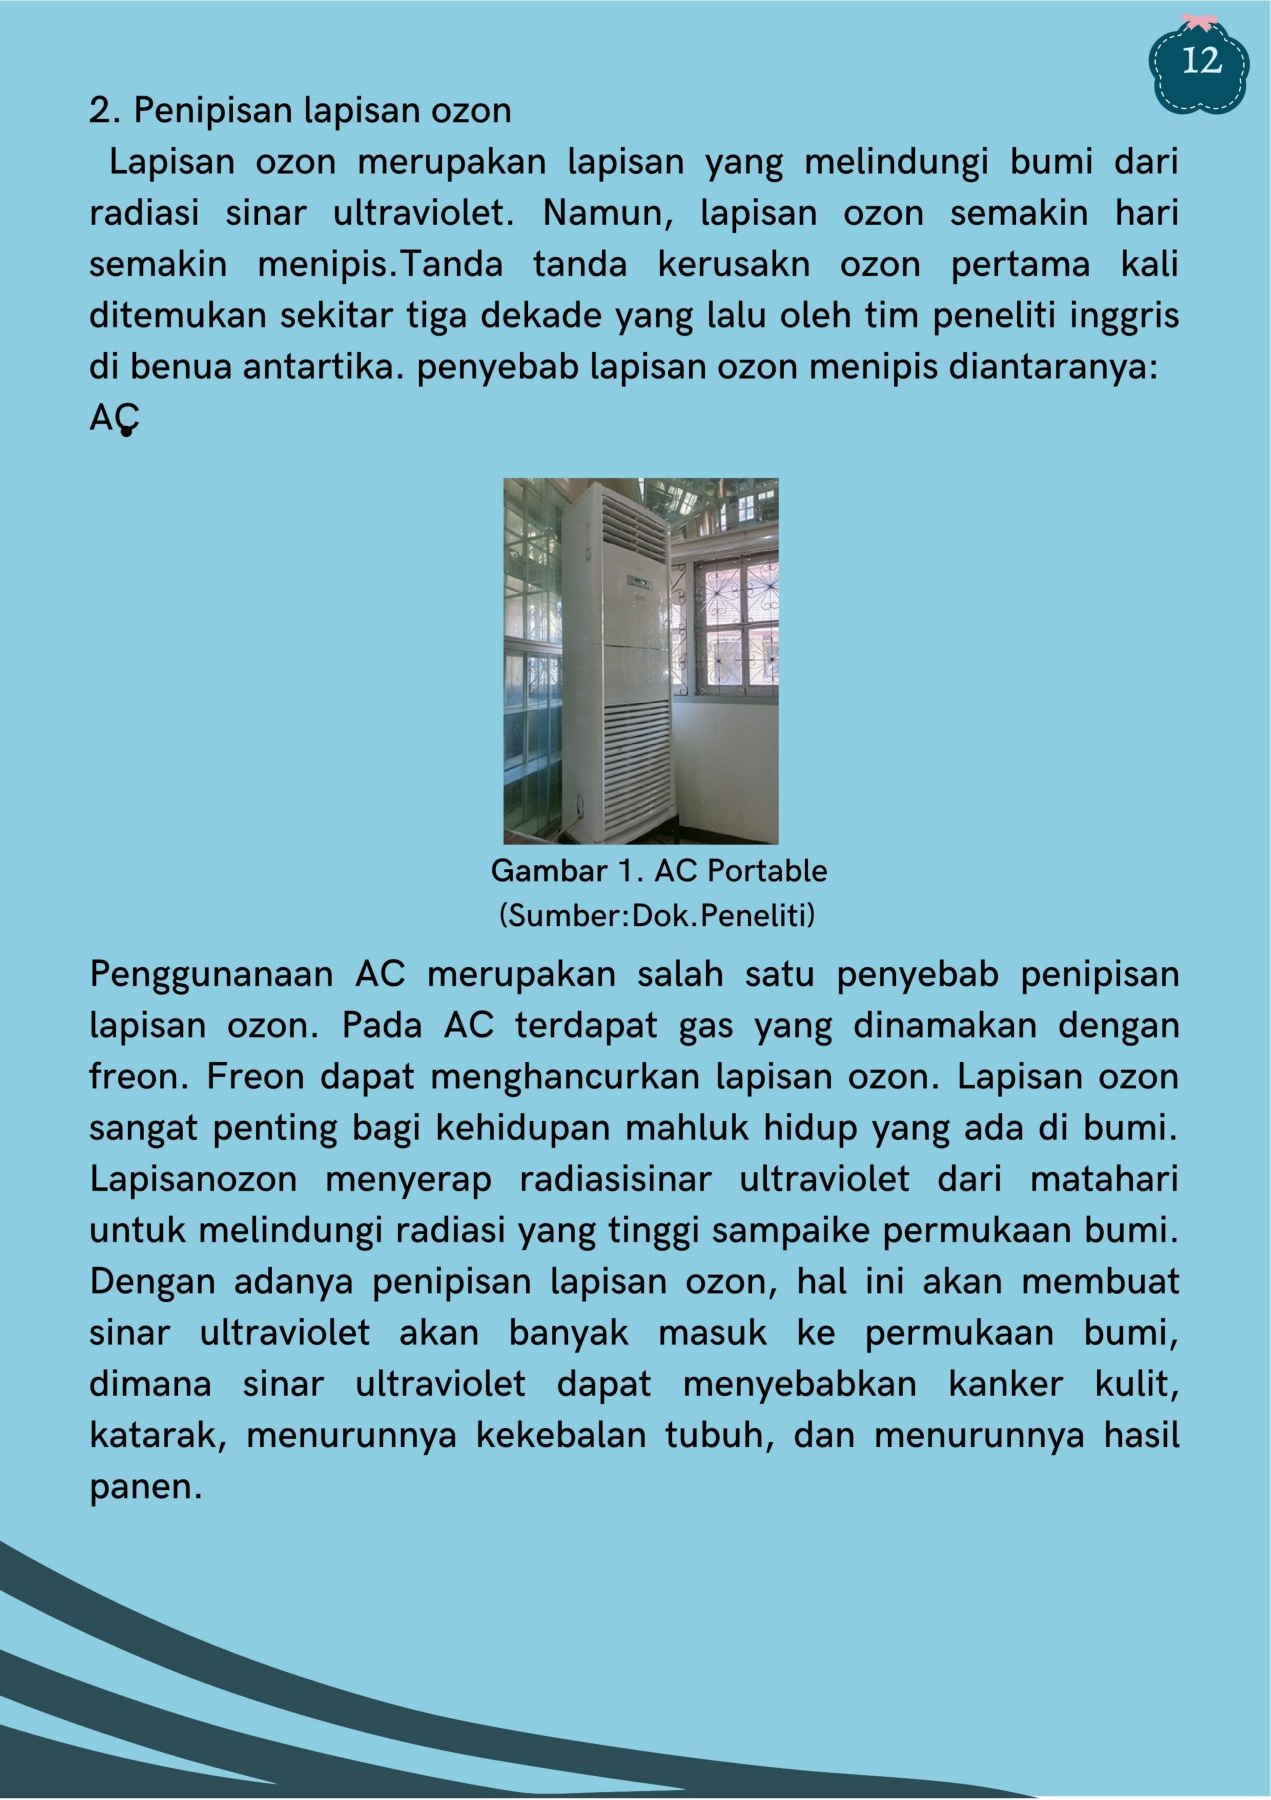 12
2. Penipisan lapisan ozon
Lapisan ozon merupakan lapisan yang melindungi bumi dari
radiasi sinar ultraviolet. Namun, lapisan ozon semakin hari
semakin menipis.Tanda tanda kerusakn ozon pertama kali
ditemukan sekitar tiga dekade yang lalu oleh tim peneliti inggris
di benua antartika. penyebab lapisan ozon menipis diantaranya:
AC
Gambar 1. AC Portable
(Sumber:Dok.Peneliti)
Penggunanaan AC merupakan salah satu penyebab penipisan
lapisan ozon. Pada AC terdapat gas yang dinamakan dengan
freon. Freon dapat menghancurkan lapisan ozon. Lapisan ozon
sangat penting bagi kehidupan mahluk hidup yang ada di bumi.
Lapisanozon menyerap radiasisinar ultraviolet dari matahari
untuk melindungi radiasi yang tinggi sampaike permukaan bumi.
Dengan adanya penipisan lapisan ozon, hal ini akan membuat
sinar ultraviolet akan banyak masuk ke permukaan bumi,
dimana sinar ultraviolet dapat menyebabkan kanker kulit,
katarak, menurunnya kekebalan tubuh, dan menurunnya hasil
panen.